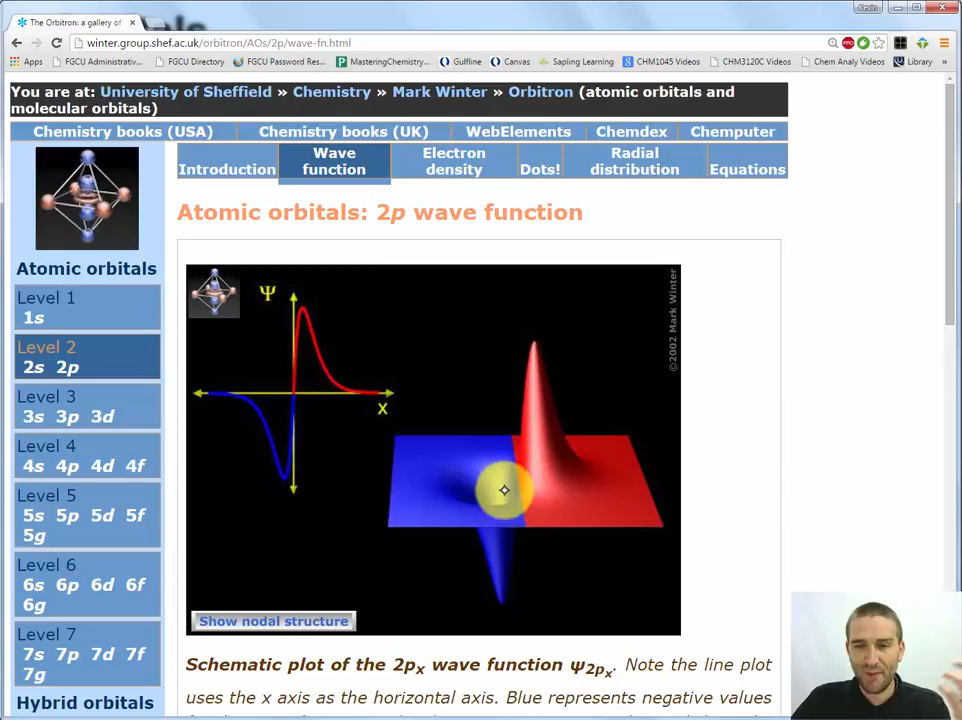 Kevin
The Orbitron: a gallery of
winter.group.shef.ac.uk/orbitron/AOs/2p/wave-fn.html
Apps FGCU Administrativ... FGCU Directory FGCU Password Res... MasteringChemistry... Gulfline Canvas Sapling Learning CHM1045 Videos CHM3120C Videos Chem Analy Videos Library
You are at: University of Sheffield » Chemistry » Mark Winter » Orbitron (atomic orbitals and
molecular orbitals)
Chemistry books (USA) Chemistry books (UK) WebElements Chemdex Chemputer
Introduction Wave function Electron density Dots! Radial distribution Equations
Atomic orbitals: 2p wave function
Atomic orbitals
Level 1
1s
Level 2
2s 2p
Level 3
3s 3p 3d
Level 4
4s 4p 4d 4f
Level 5
5s 5p 5d 5f
5g
Level 6
6s 6p 6d 6f
6g
Level 7
7s 7p 7d 7f
7g
Hybrid orbitals
Ψ
X
©2002 Mark Winter
Show nodal structure
Schematic plot of the 2px wave function ψ2px. Note the line plot
uses the x axis as the horizontal axis. Blue represents negative values